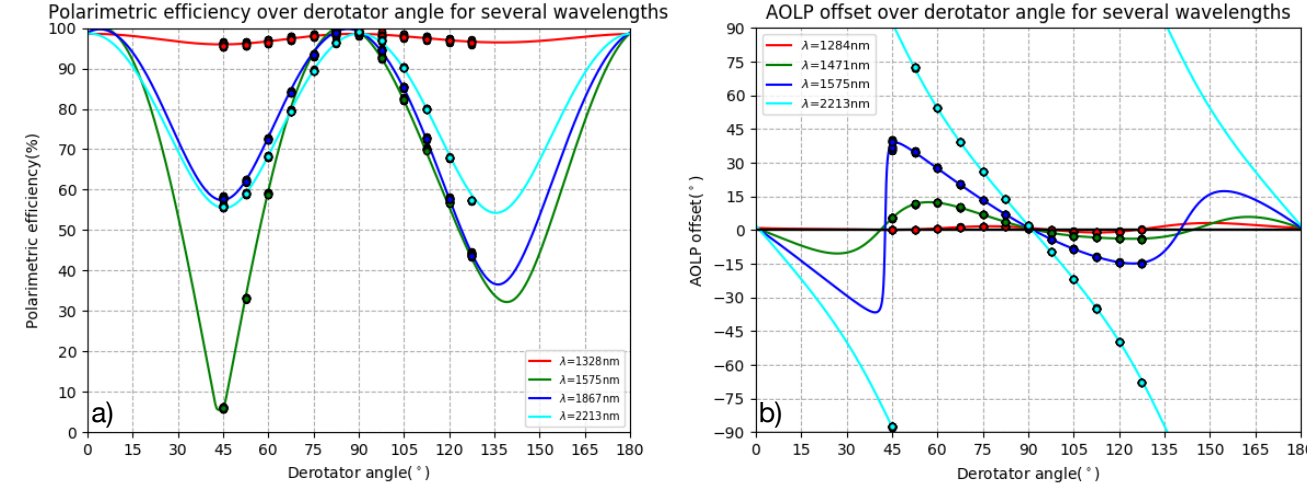 Polarimetric efficiency over derotator angle for several wavelengths
100
90
80
70
60
50
40
30
20
10
0
Polarimetric efficiency(%)
λ=1328nm
λ=1575nm
λ=1867nm
λ=2213nm
a)
0 15 30 45 60 75 90 105 120 135 150 165 180
Derotator angle(°)
AOLP offset over derotator angle for several wavelengths
90
75
60
45
30
15
0
−15
−30
−45
−60
−75
−90
AOLP offset(°)
λ=1284nm
λ=1471nm
λ=1575nm
λ=2213nm
b)
0 15 30 45 60 75 90 105 120 135 150 165 180
Derotator angle(°)